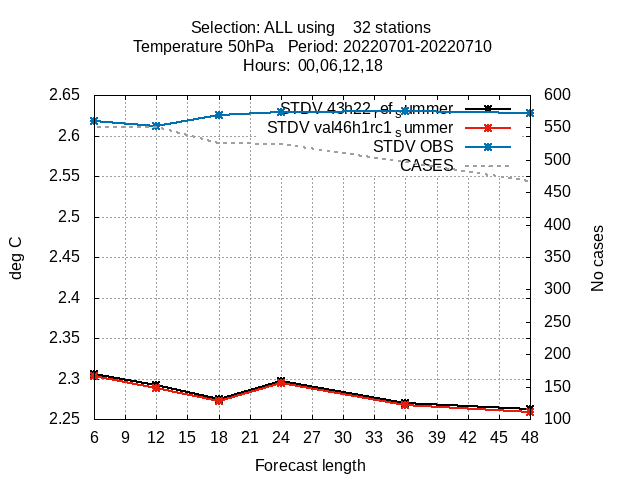 Selection: ALL using    32 stations
Temperature 50hPa   Period: 20220701-20220710
Hours: 00,06,12,18
2.65
2.6
2.55
2.5
2.45
2.4
2.35
2.3
2.25
deg C
STDV 43h22_ref_summer
STDV val46h1rc1_summer
STDV OBS
CASES
600
550
500
450
400
350
300
250
200
150
100
No cases
6 9 12 15 18 21 24 27 30 33 36 39 42 45 48
Forecast length